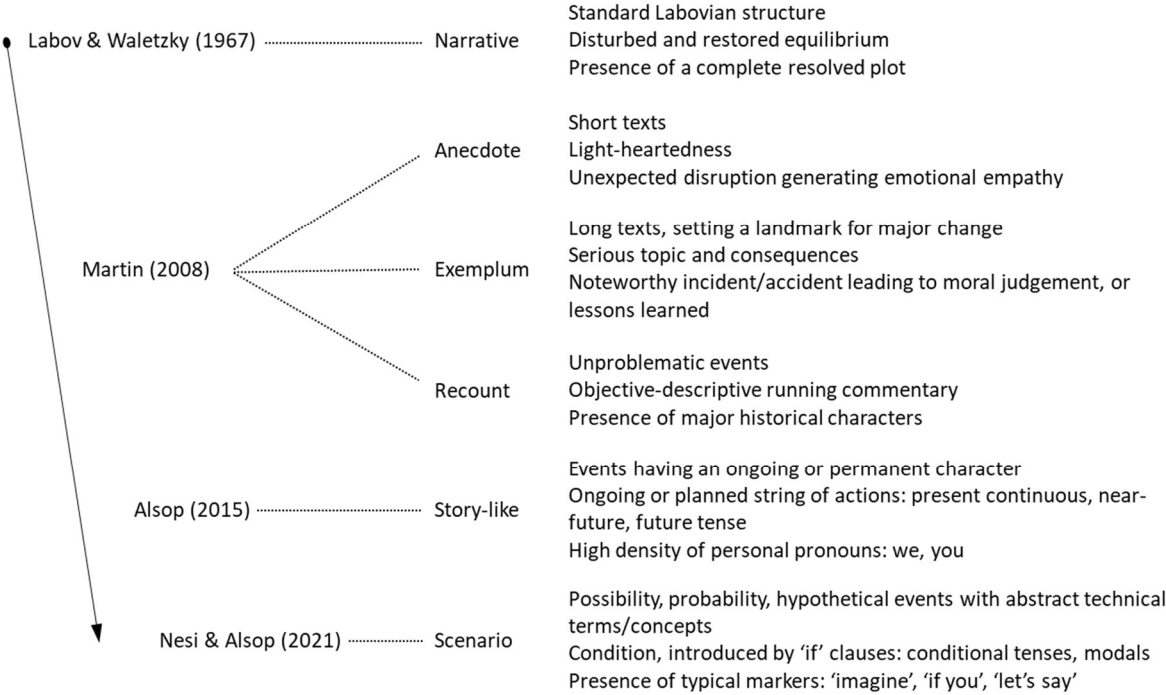 Standard Labovian structure
Labov & Waletzky (1967) Narrative Disturbed and restored equilibrium
Presence of a complete resolved plot
Short texts
Anecdote Light-heartedness
Unexpected disruption generating emotional empathy
Long texts, setting a landmark for major change
Serious topic and consequences
Martin (2008) Exemplum
Noteworthy incident/accident leading to moral judgement, or
lessons learned
Unproblematic events
Recount Objective-descriptive running commentary
Presence of major historical characters
Events having an ongoing or permanent character
Ongoing or planned string of actions: present continuous, near-
Alsop (2015) Story-like
future, future tense
High density of personal pronouns: we, you
Possibility, probability, hypothetical events with abstract technical
terms/concepts
Nesi & Alsop (2021) Scenario
Condition, introduced by ‘if’ clauses: conditional tenses, modals
Presence of typical markers: ‘imagine’, ‘if you’, ‘let’s say’